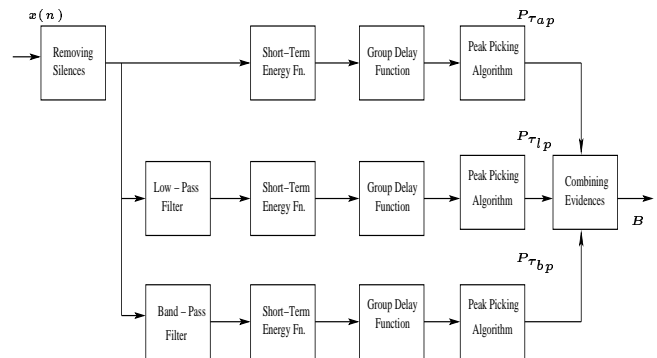 x(n)
P_{τ_{ap}}
Removing
Silences
Short-Term
Energy Fn.
Group Delay
Function
Peak Picking
Algorithm
P_{τ_{lp}}
Low - Pass
Filter
Short-Term
Energy Fn.
Group Delay
Function
Peak Picking
Algorithm
Combining
Evidences
B
P_{τ_{bp}}
Band - Pass
Filter
Short-Term
Energy Fn.
Group Delay
Function
Peak Picking
Algorithm